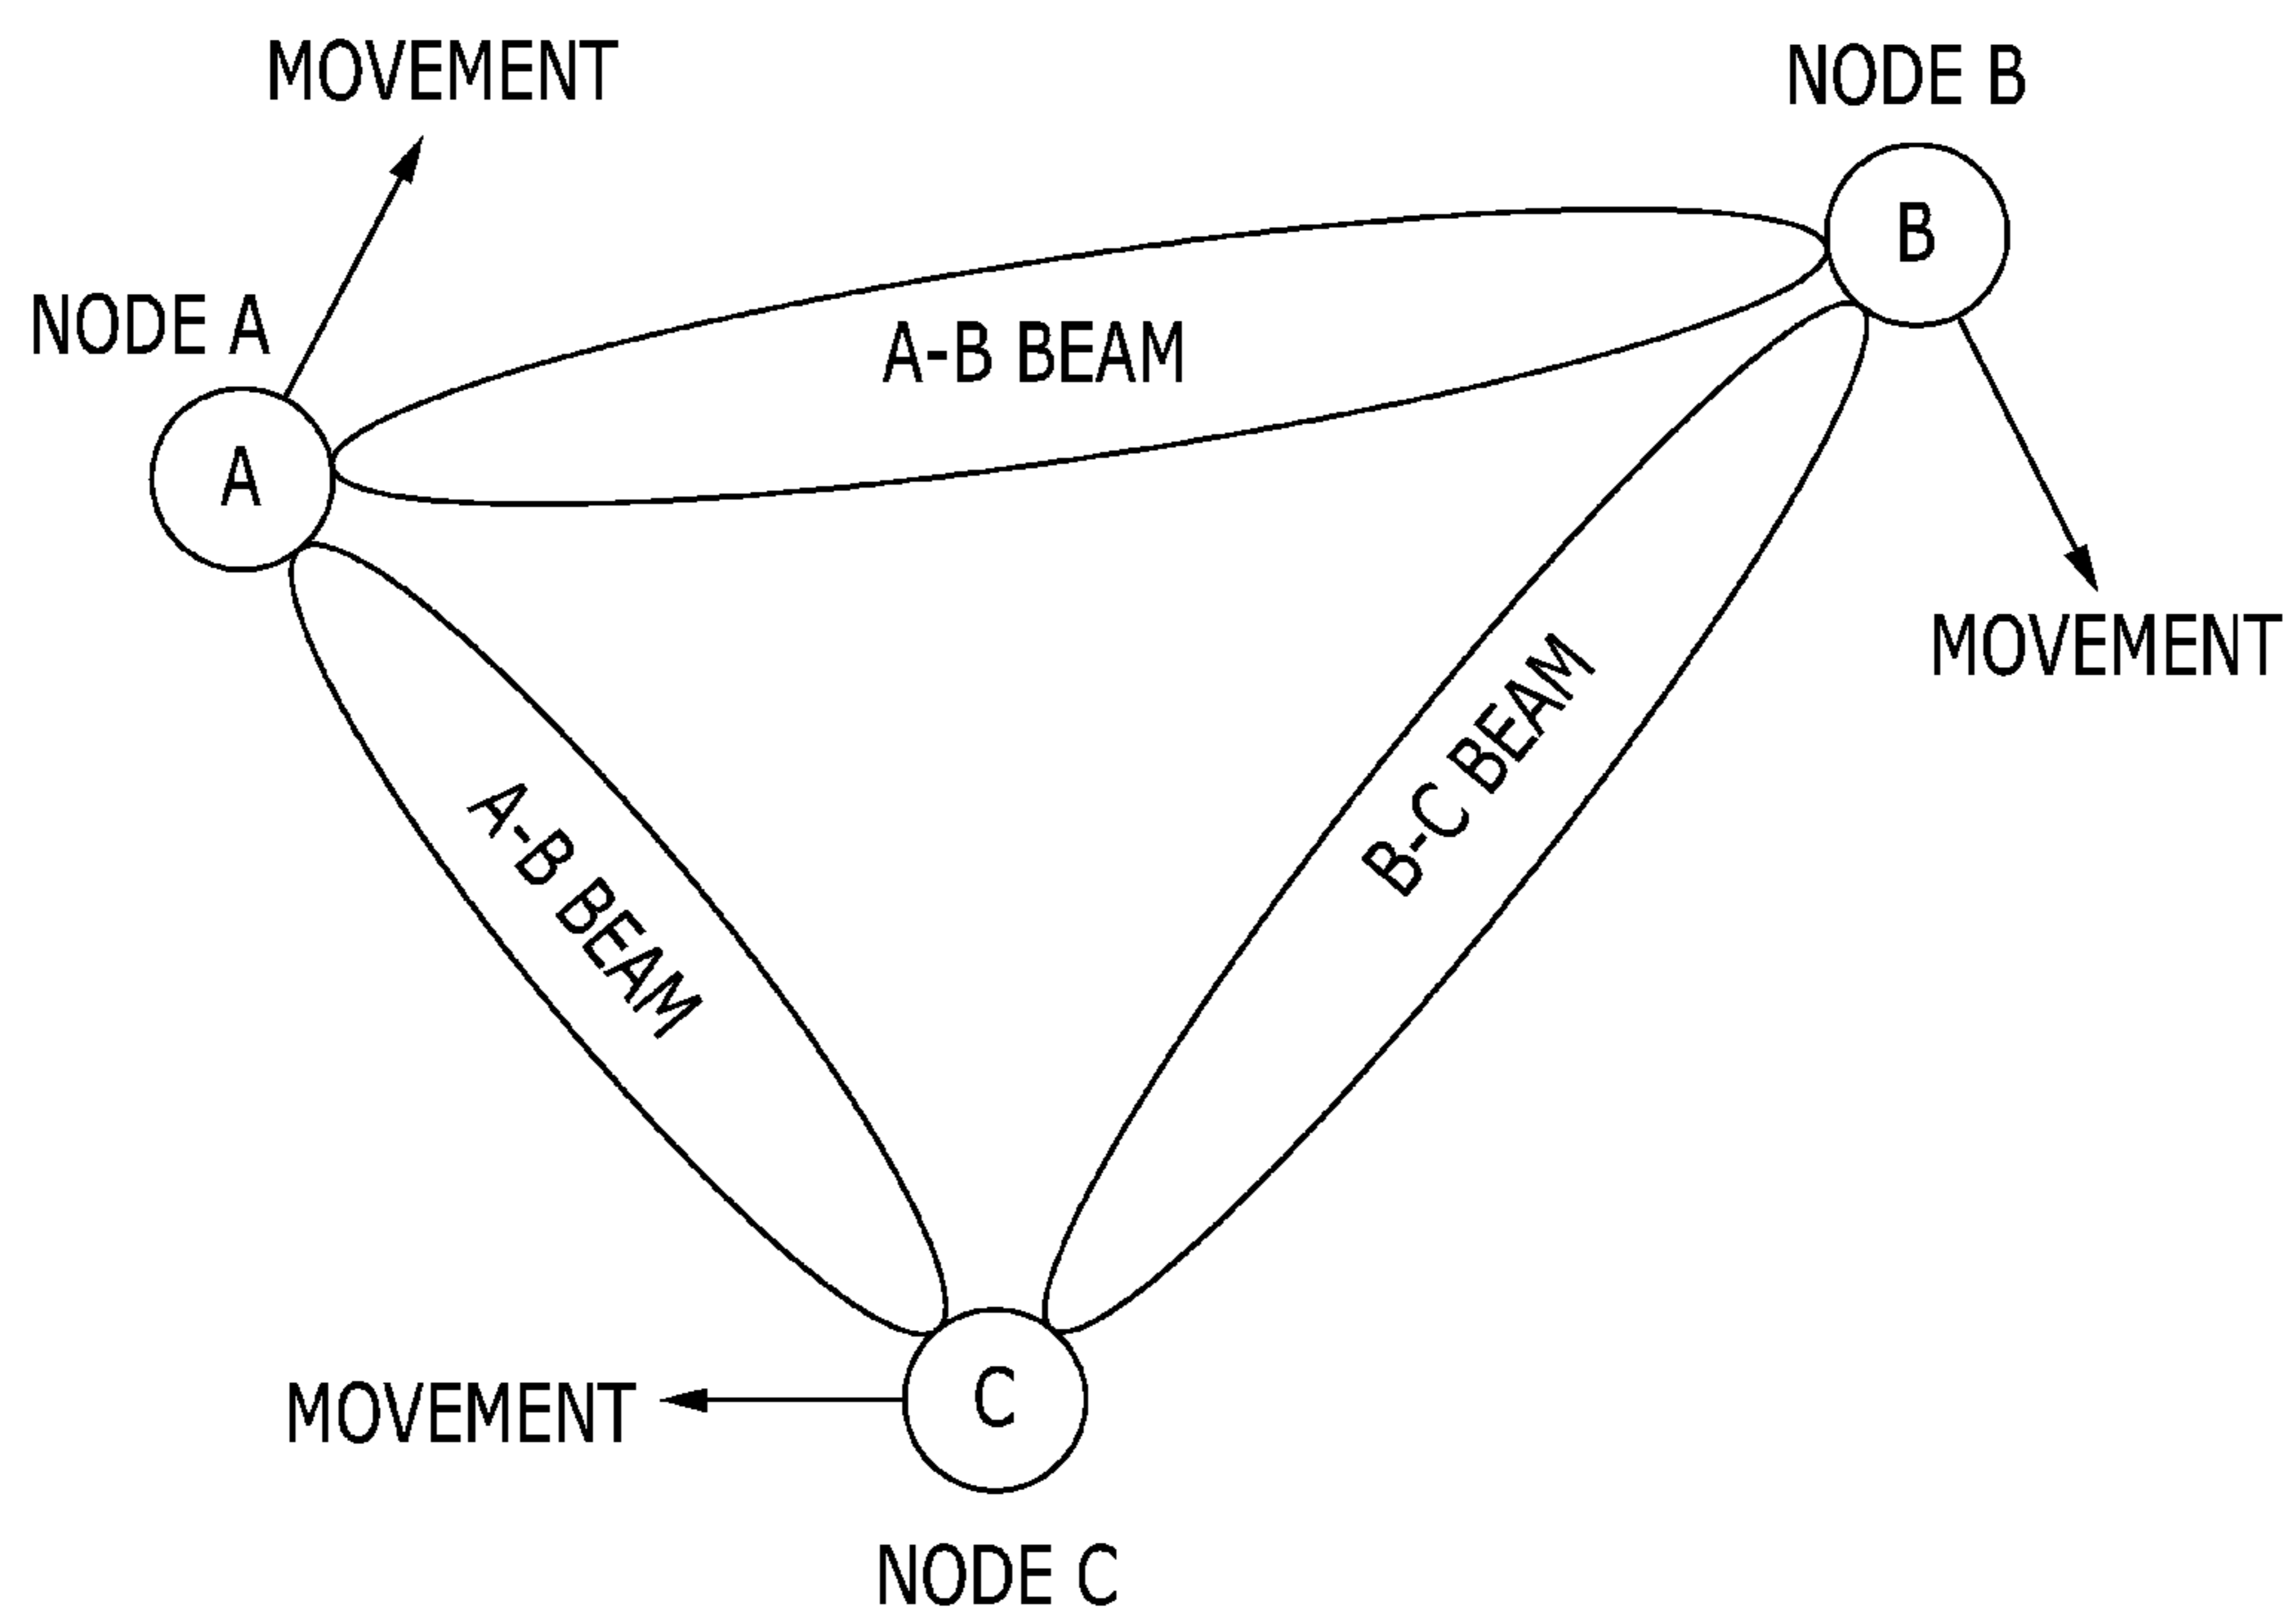 MOVEMENT
NODE B
B
NODE A
A-B BEAM
A
MOVEMENT
A-B BEAM
B-C BEAM
MOVEMENT
C
NODE C